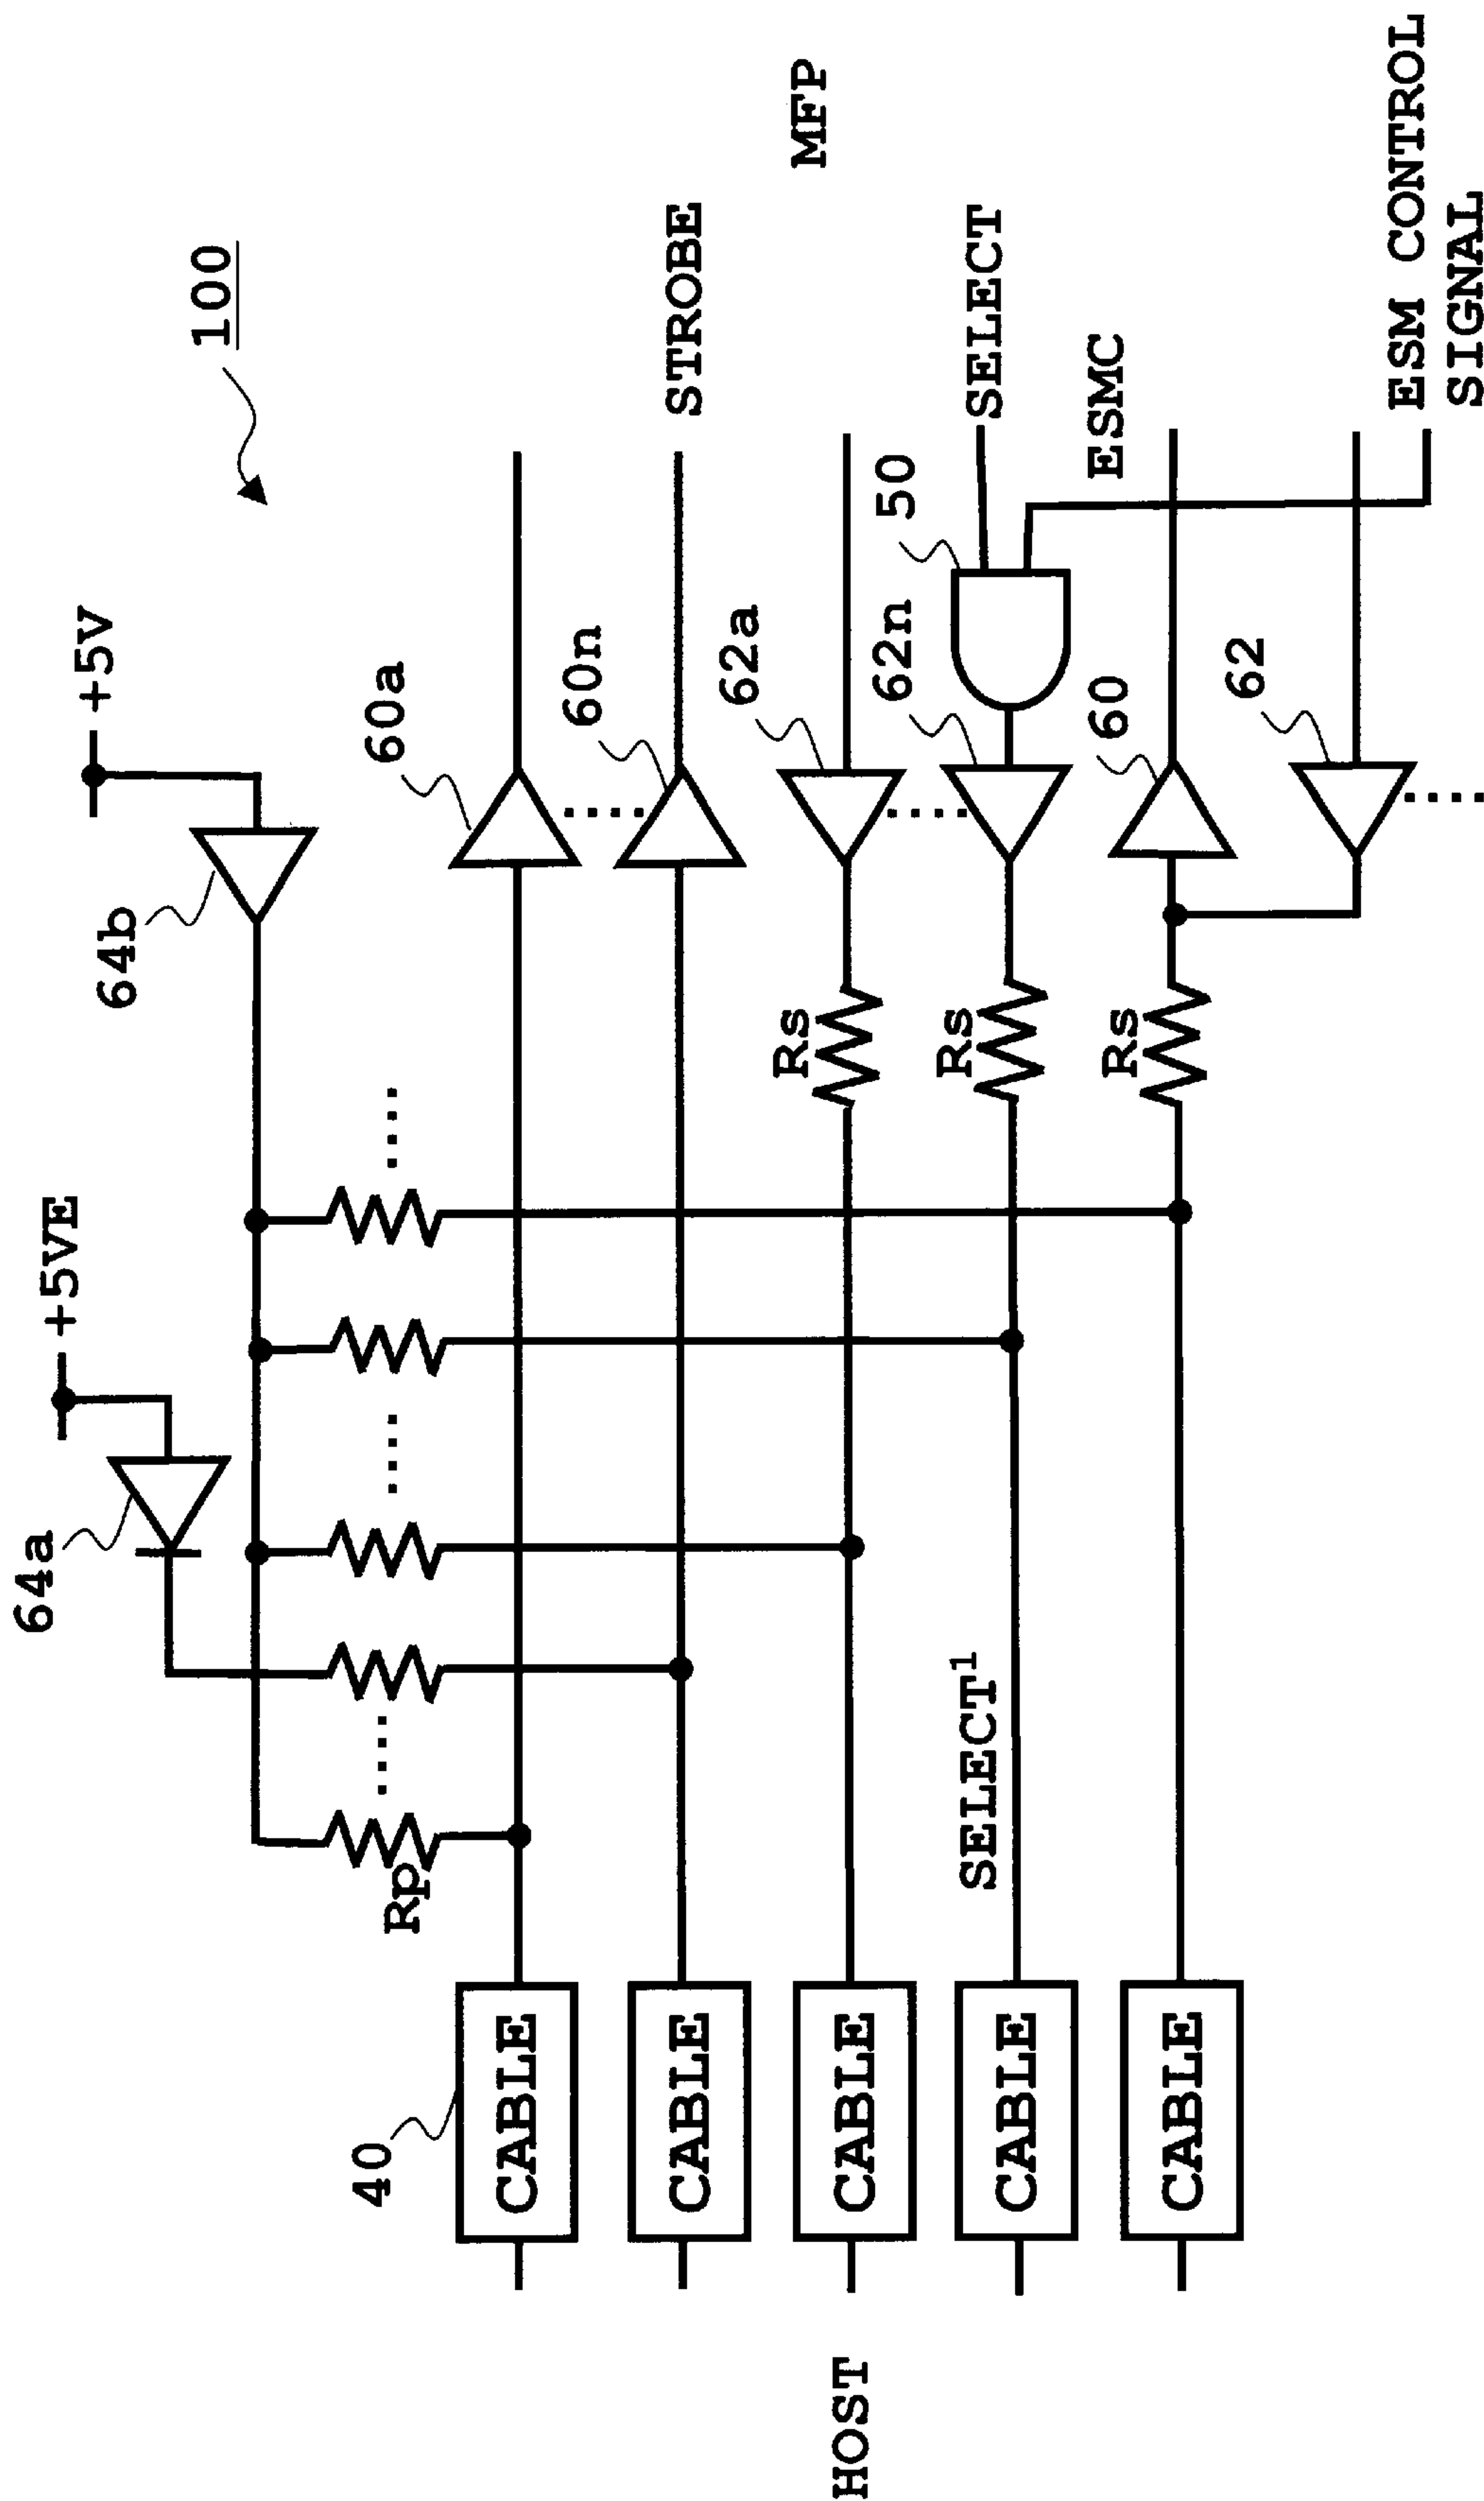 100
+5VE
+5V
64a
64b
60a
Rp
60n
STROBE
40
CABLE
CABLE
62a
Rs
MFP
HOST
CABLE
62n
50
SELECT
SELECT1
Rs
CABLE
60
ESMC
Rs
CABLE
62
ESM CONTROL
SIGNAL